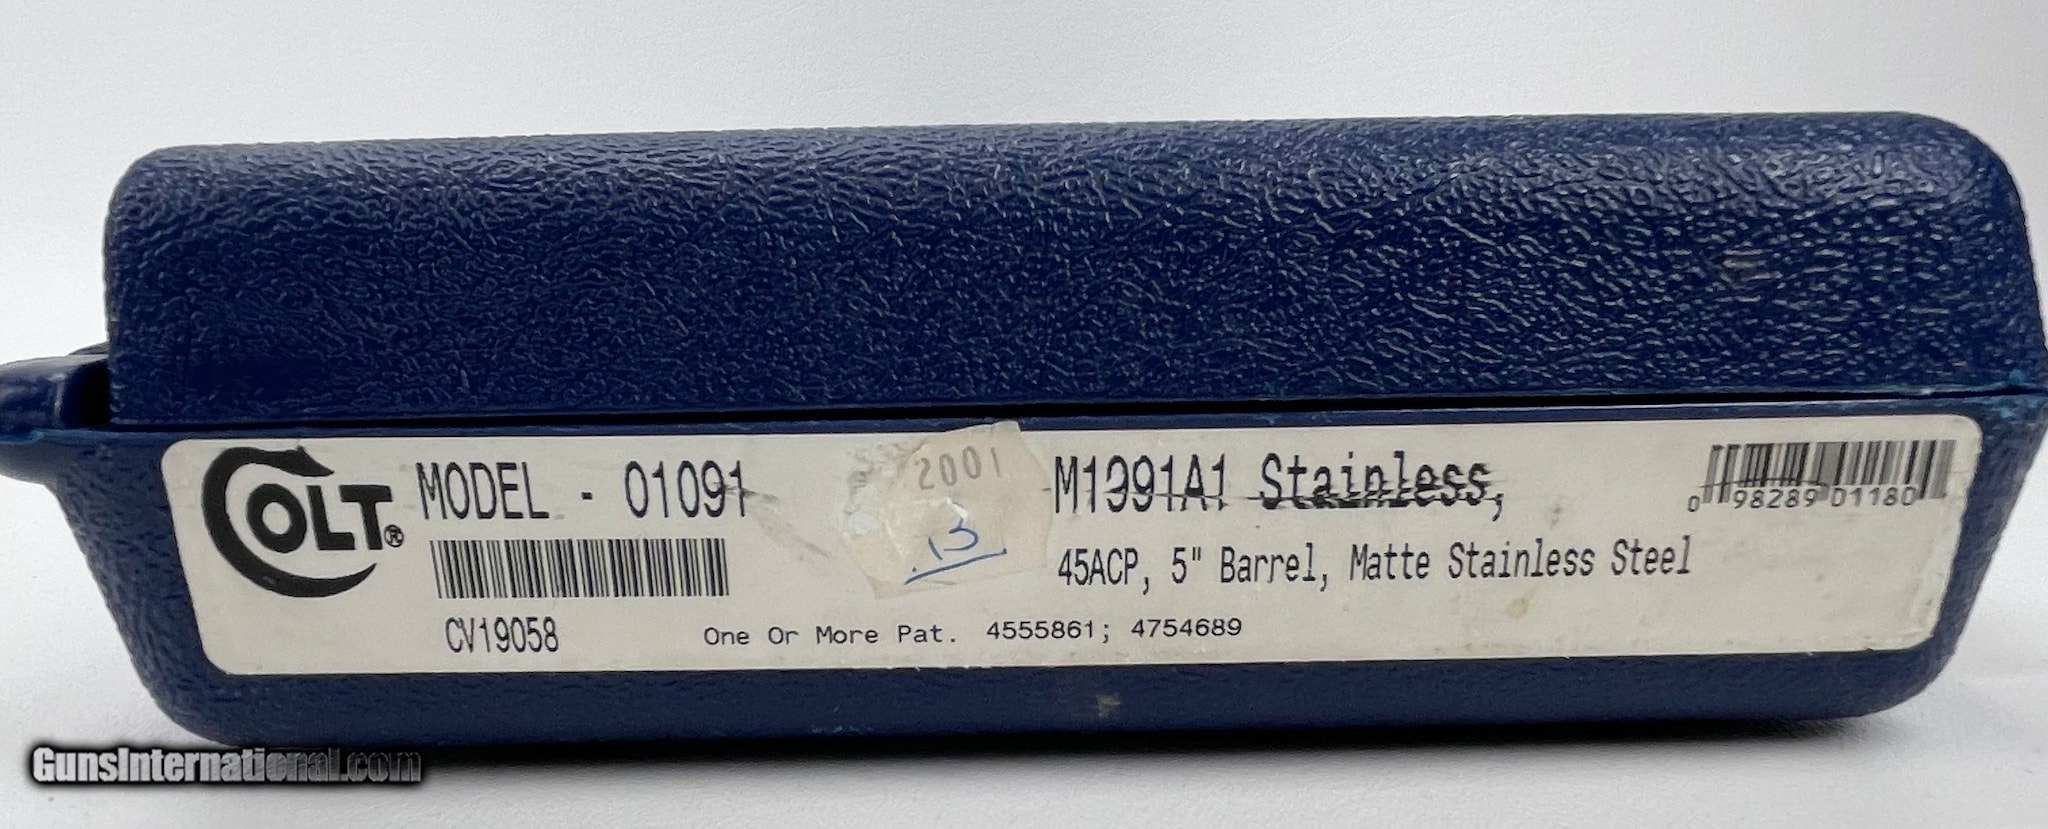 COLT®
MODEL - 01091
2001
.13
M1991A1 Stainless,
0 98289 01180
45ACP, 5" Barrel, Matte Stainless Steel
CV19058
One Or More Pat. 4555861; 4754689
GunsInternational.com